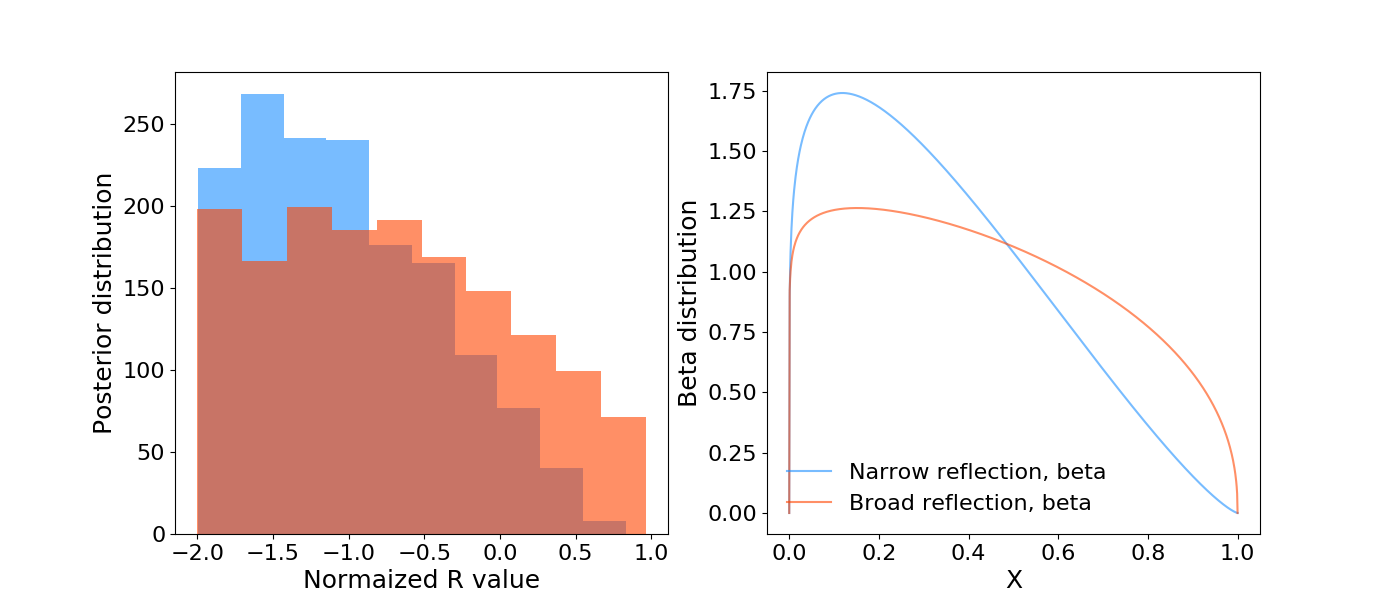 Posterior distribution
250
200
150
100
50
0
−2.0 −1.5 −1.0 −0.5 0.0 0.5 1.0
Normaized R value
Beta distribution
1.75
1.50
1.25
1.00
0.75
0.50
0.25
0.00
Narrow reflection, beta
Broad reflection, beta
0.0 0.2 0.4 0.6 0.8 1.0
X